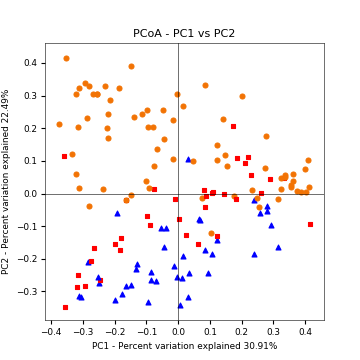 PCoA - PC1 vs PC2
PC2 - Percent variation explained 22.49%
0.4
0.3
0.2
0.1
0.0
−0.1
−0.2
−0.3
−0.4 −0.3 −0.2 −0.1 0.0 0.1 0.2 0.3 0.4
PC1 - Percent variation explained 30.91%